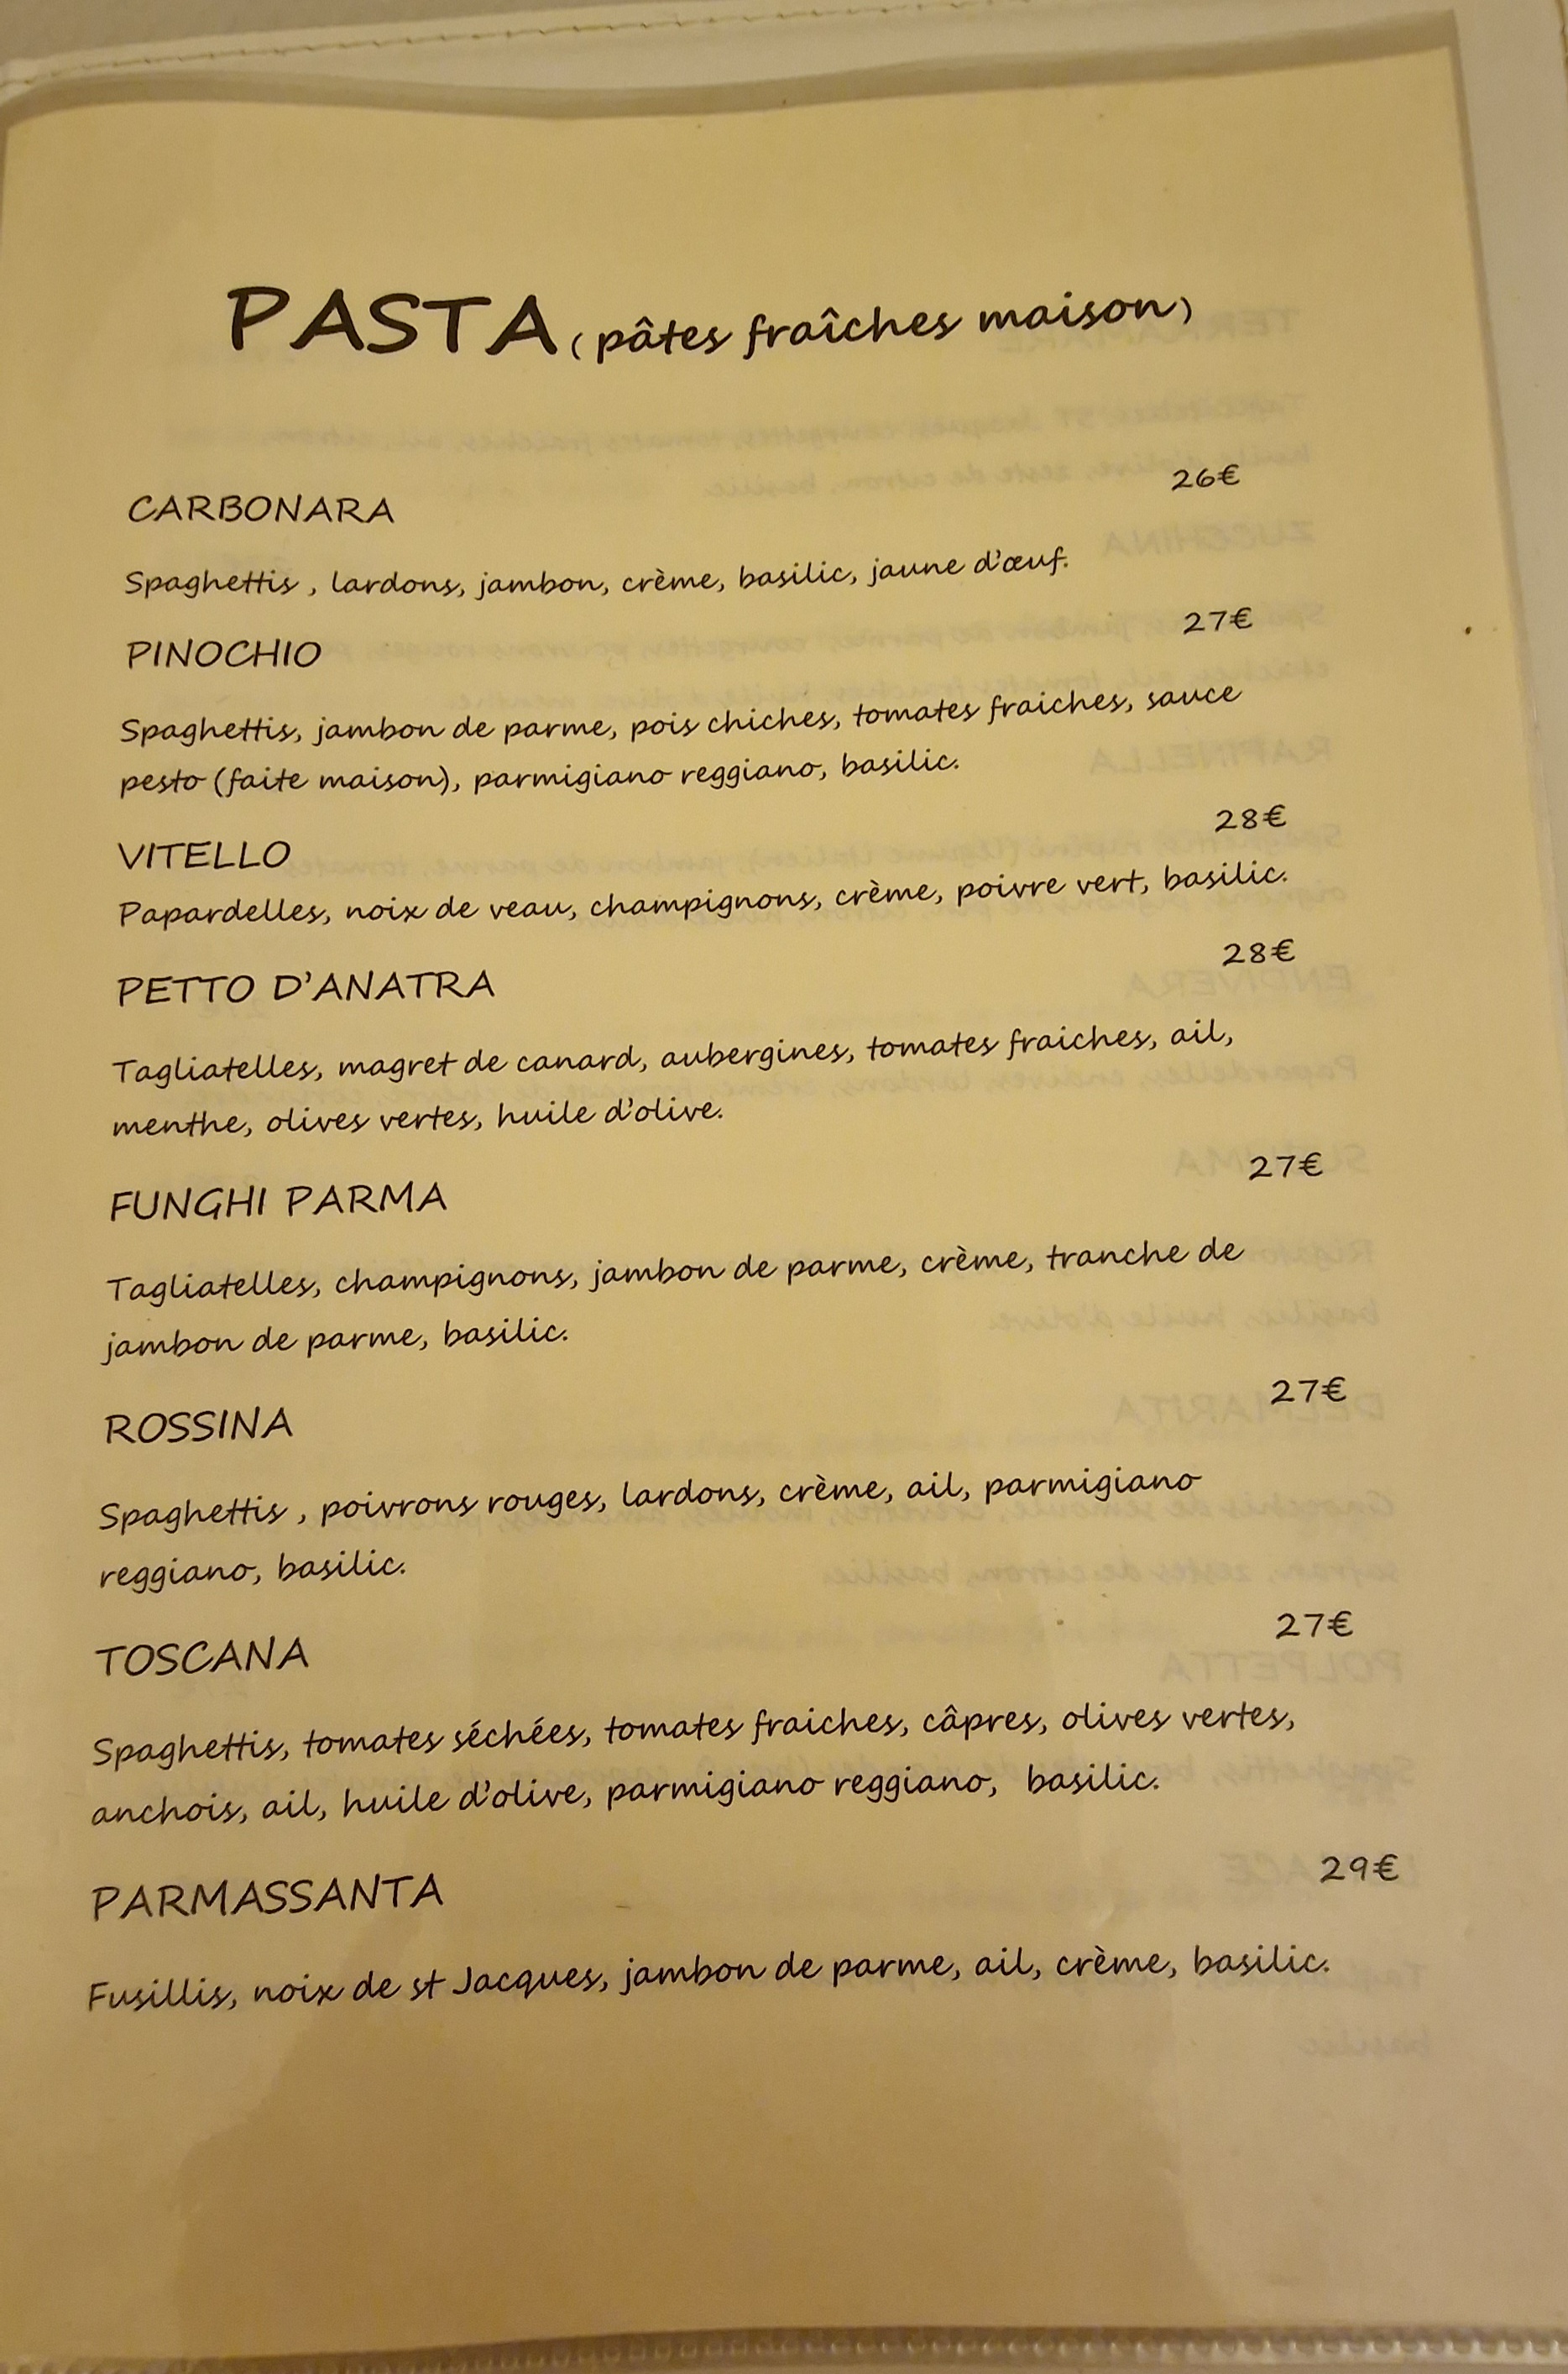 PASTA (pâtes fraîches maison)
CARBONARA 26€
Spaghettis , lardons, jambon, crème, basilic, jaune d'œuf.
PINOCHIO 27€
Spaghettis, jambon de parme, pois chiches, tomates fraiches, sauce
pesto (faite maison), parmigiano reggiano, basilic.
VITELLO 28€
Papardelles, noix de veau, champignons, crème, poivre vert, basilic.
PETTO D'ANATRA 28€
Tagliatelles, magret de canard, aubergines, tomates fraiches, ail,
menthe, olives vertes, huile d'olive.
FUNGHI PARMA 27€
Tagliatelles, champignons, jambon de parme, crème, tranche de
jambon de parme, basilic.
ROSSINA 27€
Spaghettis , poivrons rouges, lardons, crème, ail, parmigiano
reggiano, basilic.
TOSCANA 27€
Spaghettis, tomates séchées, tomates fraiches, câpres, olives vertes,
anchois, ail, huile d'olive, parmigiano reggiano, basilic.
PARMASSANTA 29€
Fusillis, noix de st Jacques, jambon de parme, ail, crème, basilic.